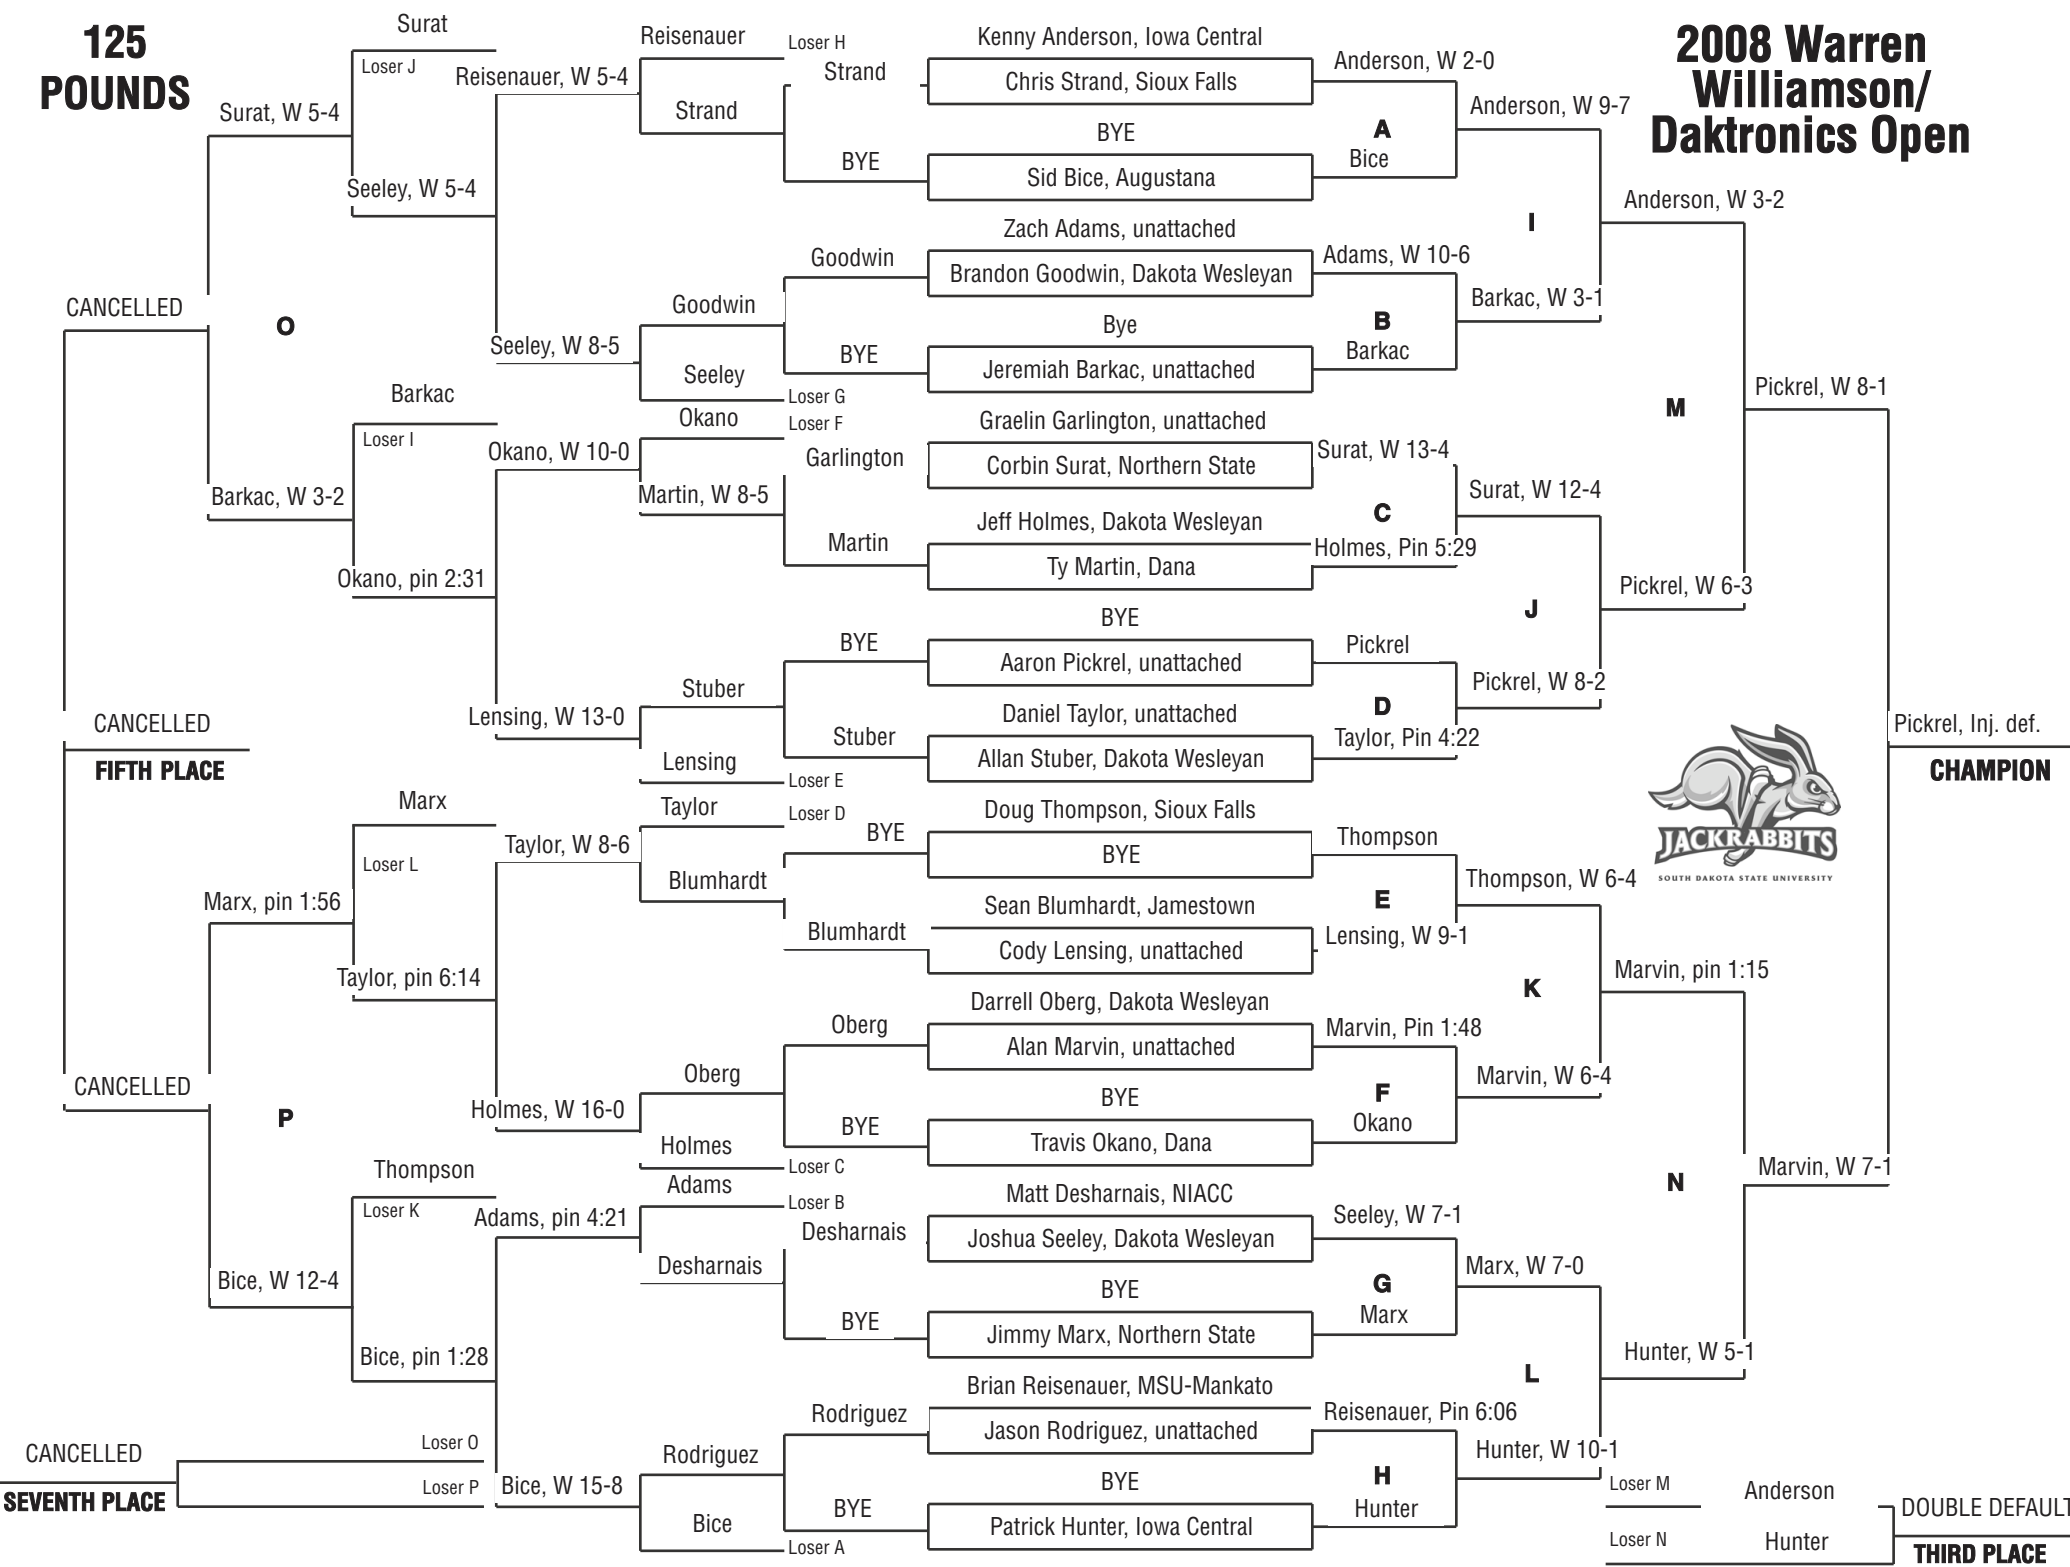 125
POUNDS
2008 Warren
Williamson/
Daktronics Open
Surat
Loser J
Surat, W 5-4
Seeley, W 5-4
CANCELLED
O
Barkac
Loser I
Barkac, W 3-2
Okano, pin 2:31
CANCELLED
FIFTH PLACE
Marx
Loser L
Marx, pin 1:56
Taylor, pin 6:14
CANCELLED
P
Thompson
Loser K
Bice, W 12-4
Bice, pin 1:28
CANCELLED
Loser O
Loser P
SEVENTH PLACE
Reisenauer, W 5-4
Seeley, W 8-5
Okano, W 10-0
Lensing, W 13-0
Taylor, W 8-6
Holmes, W 16-0
Adams, pin 4:21
Bice, W 15-8
Reisenauer
Loser H
Strand
Strand
BYE
Goodwin
Goodwin
BYE
Seeley
Loser G
Okano
Loser F
Garlington
Martin, W 8-5
Martin
BYE
Stuber
Stuber
Lensing
Loser E
Taylor
Loser D
BYE
Blumhardt
Blumhardt
Oberg
Oberg
BYE
Holmes
Loser C
Adams
Loser B
Desharnais
Desharnais
BYE
Rodriguez
Rodriguez
BYE
Bice
Loser A
Kenny Anderson, Iowa Central
Chris Strand, Sioux Falls
BYE
Sid Bice, Augustana
Zach Adams, unattached
Brandon Goodwin, Dakota Wesleyan
Bye
Jeremiah Barkac, unattached
Graelin Garlington, unattached
Corbin Surat, Northern State
Jeff Holmes, Dakota Wesleyan
Ty Martin, Dana
BYE
Aaron Pickrel, unattached
Daniel Taylor, unattached
Allan Stuber, Dakota Wesleyan
Doug Thompson, Sioux Falls
BYE
Sean Blumhardt, Jamestown
Cody Lensing, unattached
Darrell Oberg, Dakota Wesleyan
Alan Marvin, unattached
BYE
Travis Okano, Dana
Matt Desharnais, NIACC
Joshua Seeley, Dakota Wesleyan
BYE
Jimmy Marx, Northern State
Brian Reisenauer, MSU-Mankato
Jason Rodriguez, unattached
BYE
Patrick Hunter, Iowa Central
Anderson, W 2-0
A
Bice
Adams, W 10-6
B
Barkac
Surat, W 13-4
C
Holmes, Pin 5:29
Pickrel
D
Taylor, Pin 4:22
Thompson
E
Lensing, W 9-1
Marvin, Pin 1:48
F
Okano
Seeley, W 7-1
G
Marx
Reisenauer, Pin 6:06
H
Hunter
Anderson, W 9-7
I
Barkac, W 3-1
Surat, W 12-4
J
Pickrel, W 8-2
Thompson, W 6-4
K
Marvin, W 6-4
Marx, W 7-0
L
Hunter, W 10-1
Anderson, W 3-2
M
Pickrel, W 6-3
Marvin, pin 1:15
N
Hunter, W 5-1
Pickrel, W 8-1
Marvin, W 7-1
Pickrel, Inj. def.
CHAMPION
JACKRABBITS
SOUTH DAKOTA STATE UNIVERSITY
Loser M
Anderson
Loser N
Hunter
DOUBLE DEFAULT
THIRD PLACE